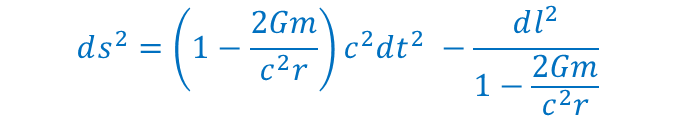 ds² = (1 − 2Gm/c²r) c²dt² − dl²/(1 − 2Gm/c²r)